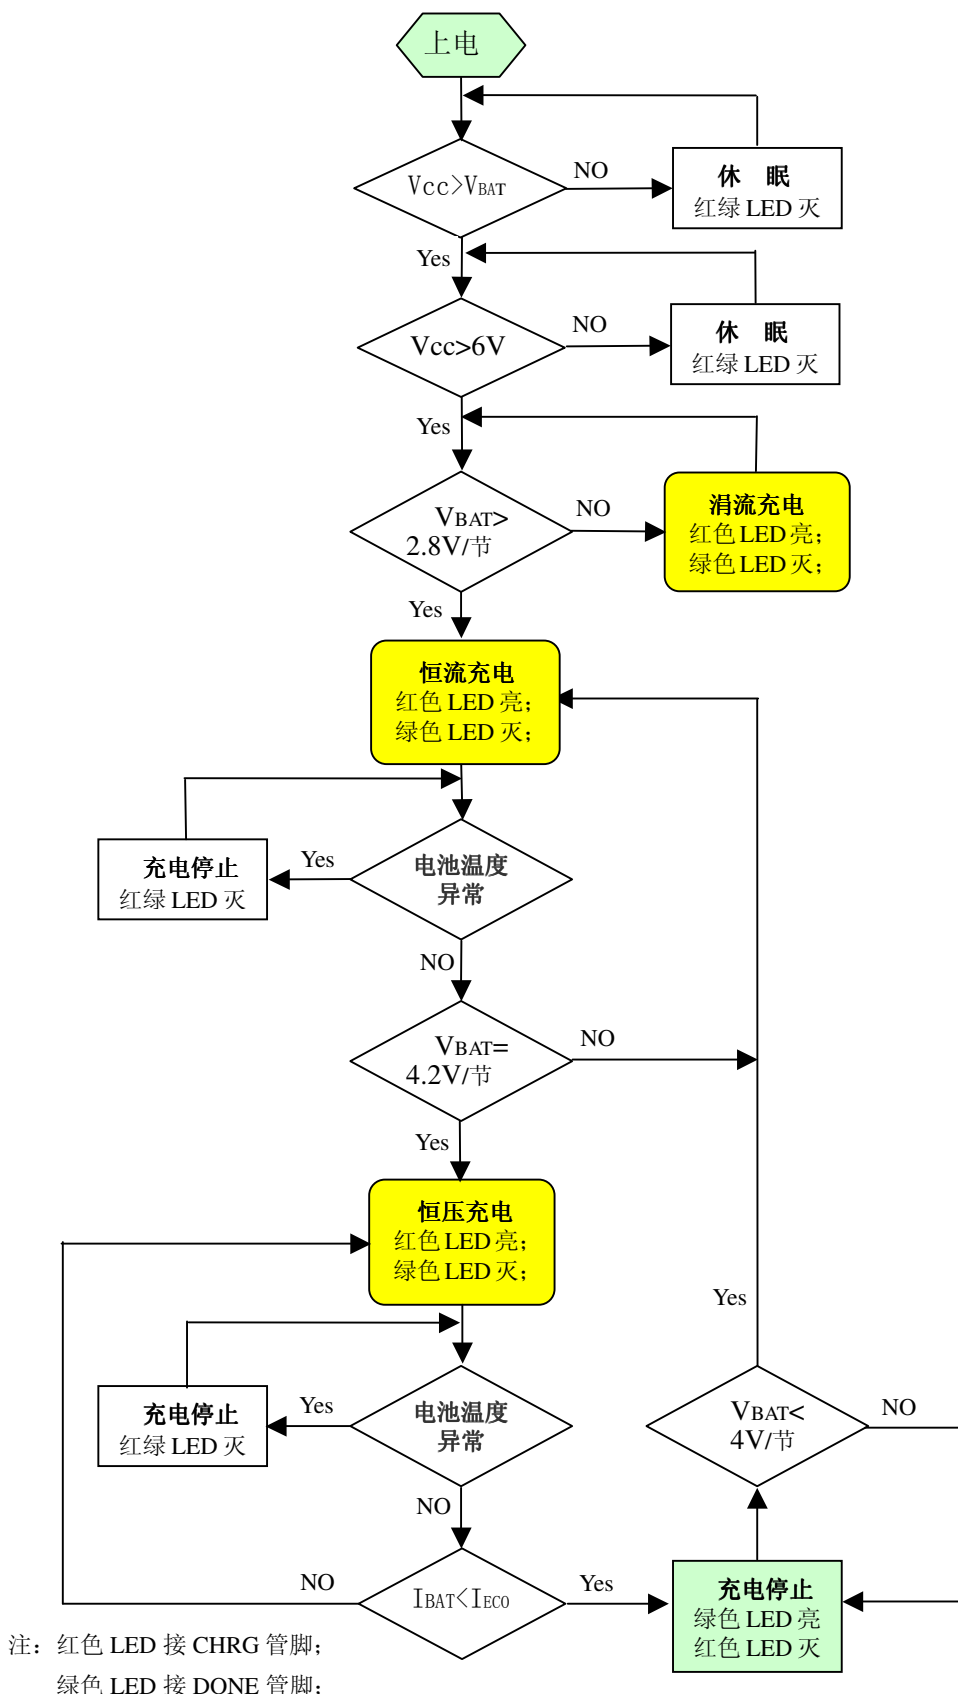 上电
Vcc>VBAT
NO
休 眠
红绿 LED 灭
Yes
Vcc>6V
NO
休 眠
红绿 LED 灭
Yes
VBAT>
2.8V/节
NO
涓流充电
红色 LED 亮；
绿色 LED 灭；
Yes
恒流充电
红色 LED 亮；
绿色 LED 灭；
充电停止
红绿 LED 灭
Yes
电池温度
异常
NO
VBAT=
4.2V/节
NO
Yes
恒压充电
红色 LED 亮；
绿色 LED 灭；
Yes
充电停止
红绿 LED 灭
Yes
电池温度
异常
VBAT<
4V/节
NO
NO
NO
IBAT<IECO
Yes
充电停止
绿色 LED 亮
红色 LED 灭
注：红色 LED 接 CHRG 管脚；
绿色 LED 接 DONE 管脚；